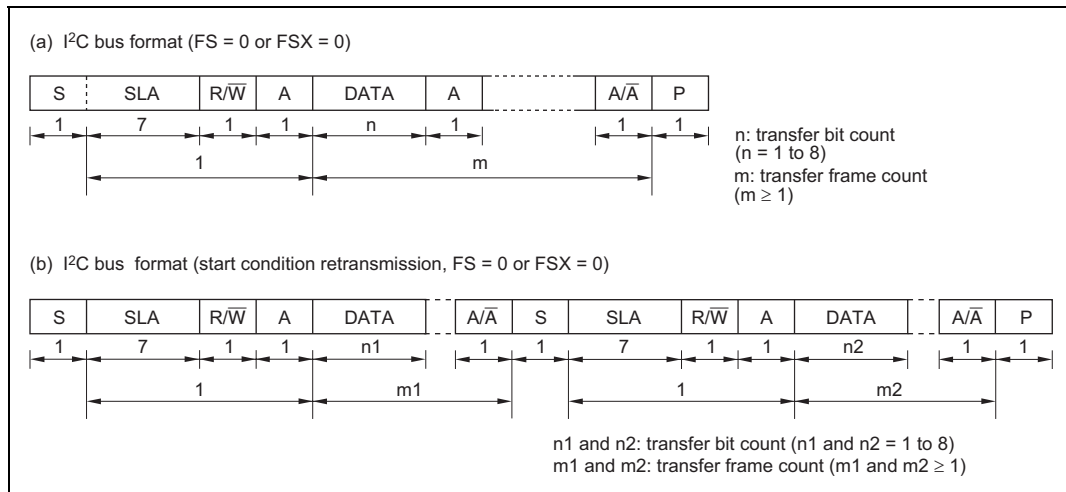 (a) I²C bus format (FS = 0 or FSX = 0)
S SLA R/W̅ A DATA A A/A̅ P
1 7 1 1 n 1 1 1
1 m
n: transfer bit count
(n = 1 to 8)
m: transfer frame count
(m ≥ 1)
(b) I²C bus format (start condition retransmission, FS = 0 or FSX = 0)
S SLA R/W̅ A DATA A/A̅ S SLA R/W̅ A DATA A/A̅ P
1 7 1 1 n1 1 1 7 1 1 n2 1 1
1 m1 1 m2
n1 and n2: transfer bit count (n1 and n2 = 1 to 8)
m1 and m2: transfer frame count (m1 and m2 ≥ 1)